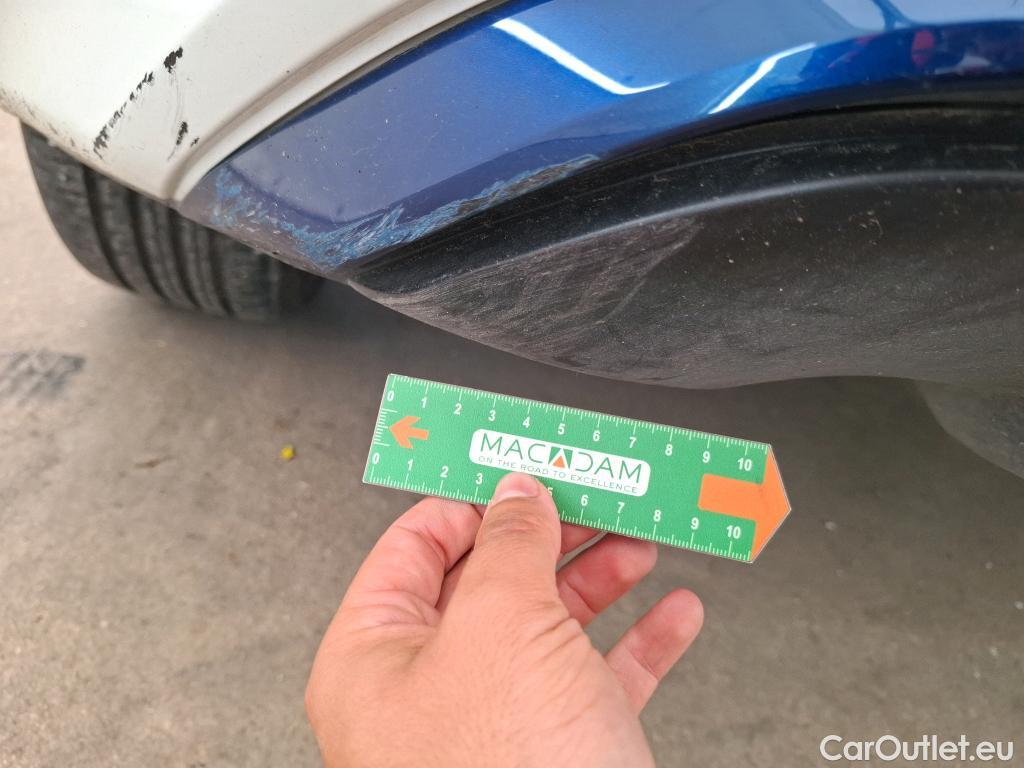 0 1 2 3 4 5 6 7 8 9 10
MACADAM
ON THE ROAD TO EXCELLENCE
0 1 2 3 5 6 7 8 9 10
CarOutlet.eu